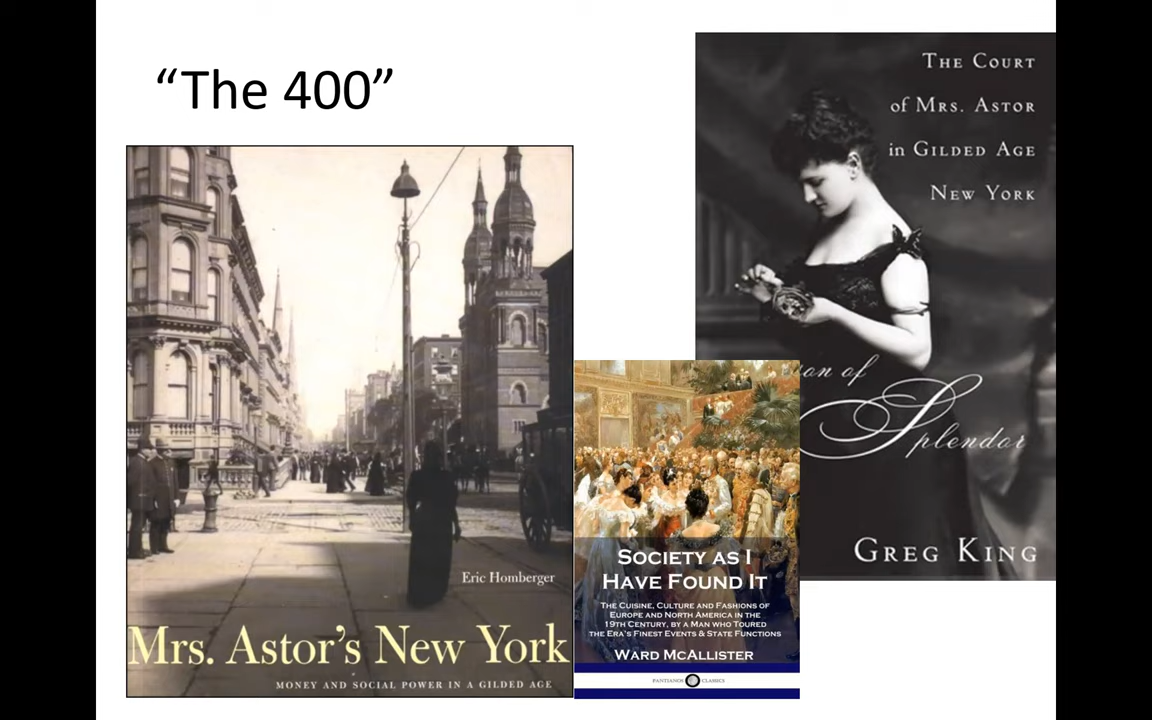 “The 400”
Eric Homberger
Mrs. Astor’s New York
MONEY AND SOCIAL POWER IN A GILDED AGE
SOCIETY AS I
HAVE FOUND IT
THE CUISINE, CULTURE AND FASHIONS OF
EUROPE AND NORTH AMERICA IN THE
19TH CENTURY, BY A MAN WHO TOURED
THE ERA'S FINEST EVENTS & STATE FUNCTIONS
WARD MCALLISTER
PANTIANOS CLASSICS
THE COURT
OF MRS. ASTOR
in GILDED AGE
NEW YORK
of
Splendor
GREG KING